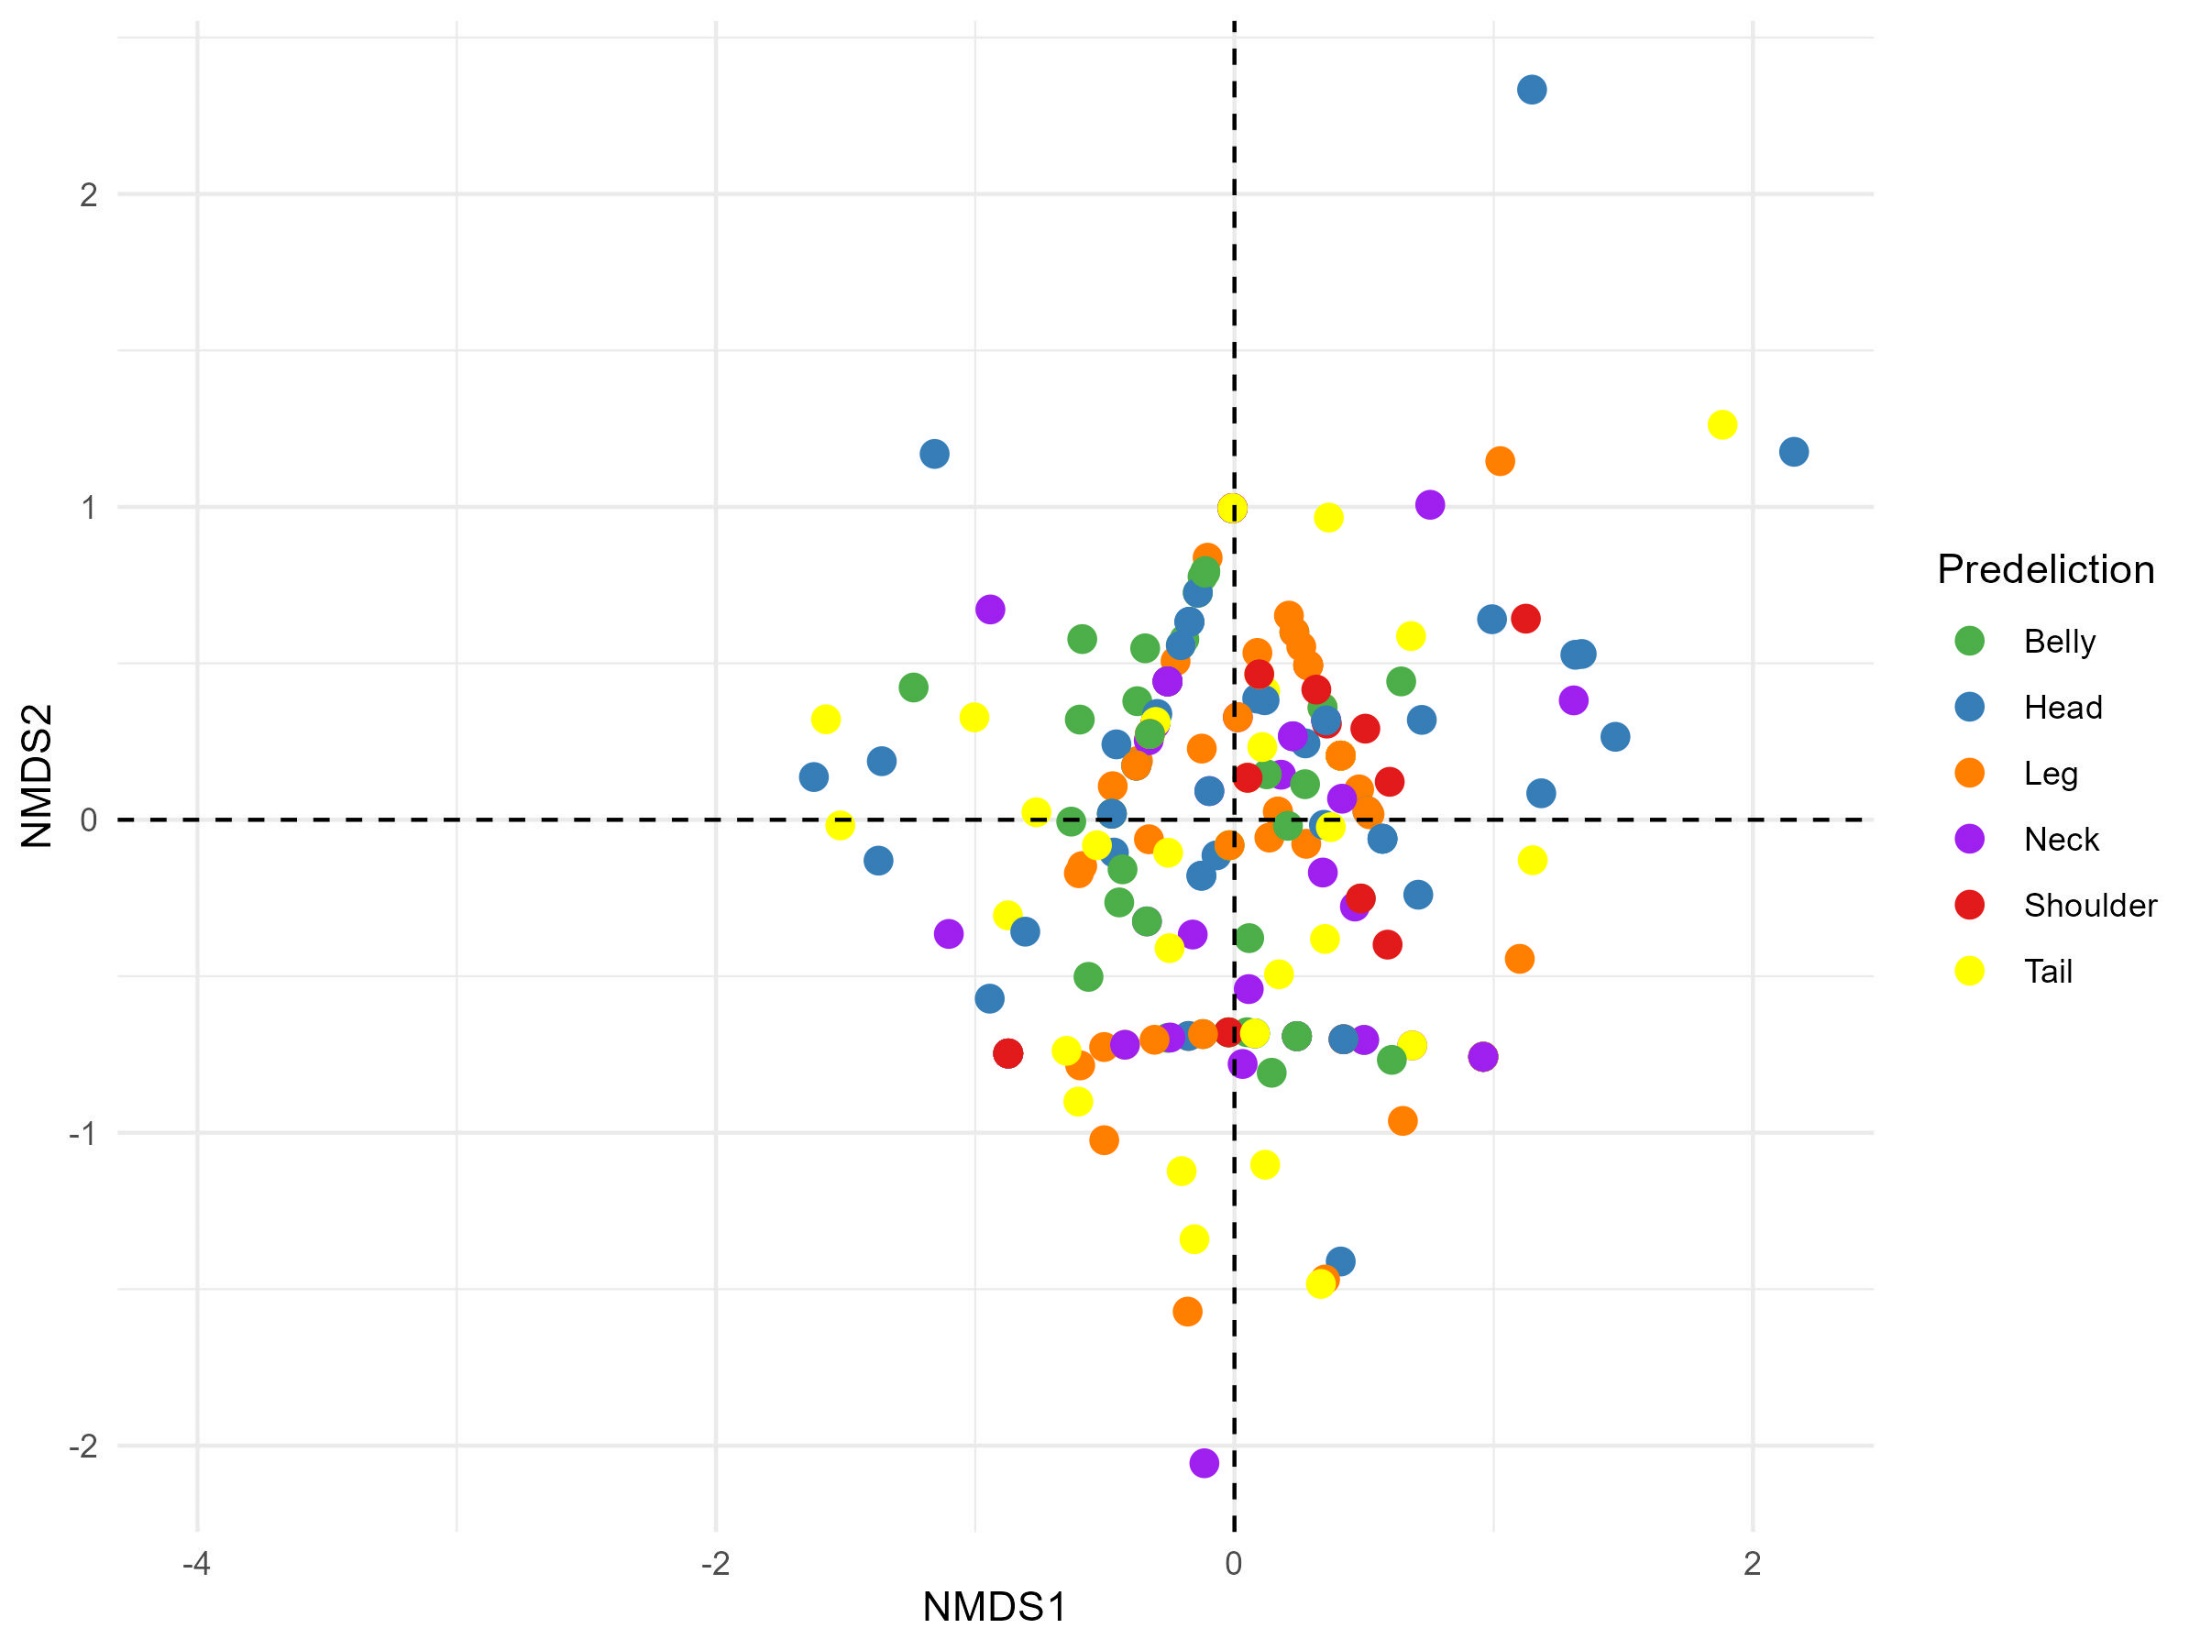 2
1
0
-1
-2
NMDS2
-4
-2
0
2
NMDS1
Predeliction
Belly
Head
Leg
Neck
Shoulder
Tail